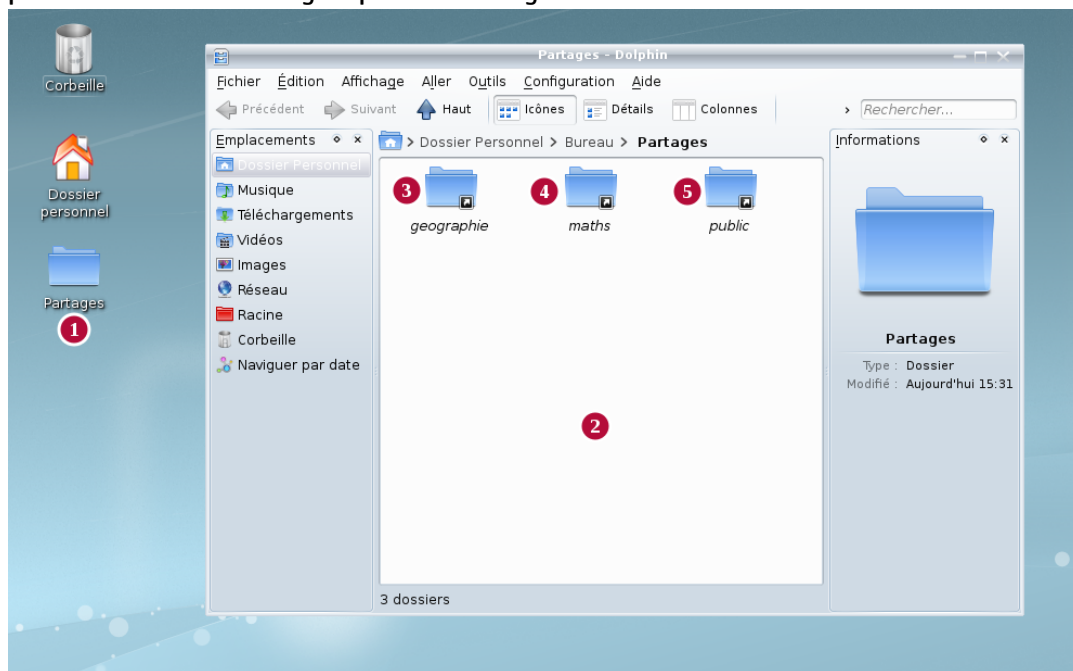 Corbeille
Dossier
personnel
Partages
1
Partages - Dolphin
Fichier Édition Affichage Aller Outils Configuration Aide
Précédent Suivant Haut Icônes Détails Colonnes Rechercher...
Emplacements
Dossier Personnel
Musique
Téléchargements
Vidéos
Images
Réseau
Racine
Corbeille
Naviguer par date
> Dossier Personnel > Bureau > Partages
3 4 5
geographie maths public
2
3 dossiers
Informations
Partages
Type : Dossier
Modifié : Aujourd'hui 15:31